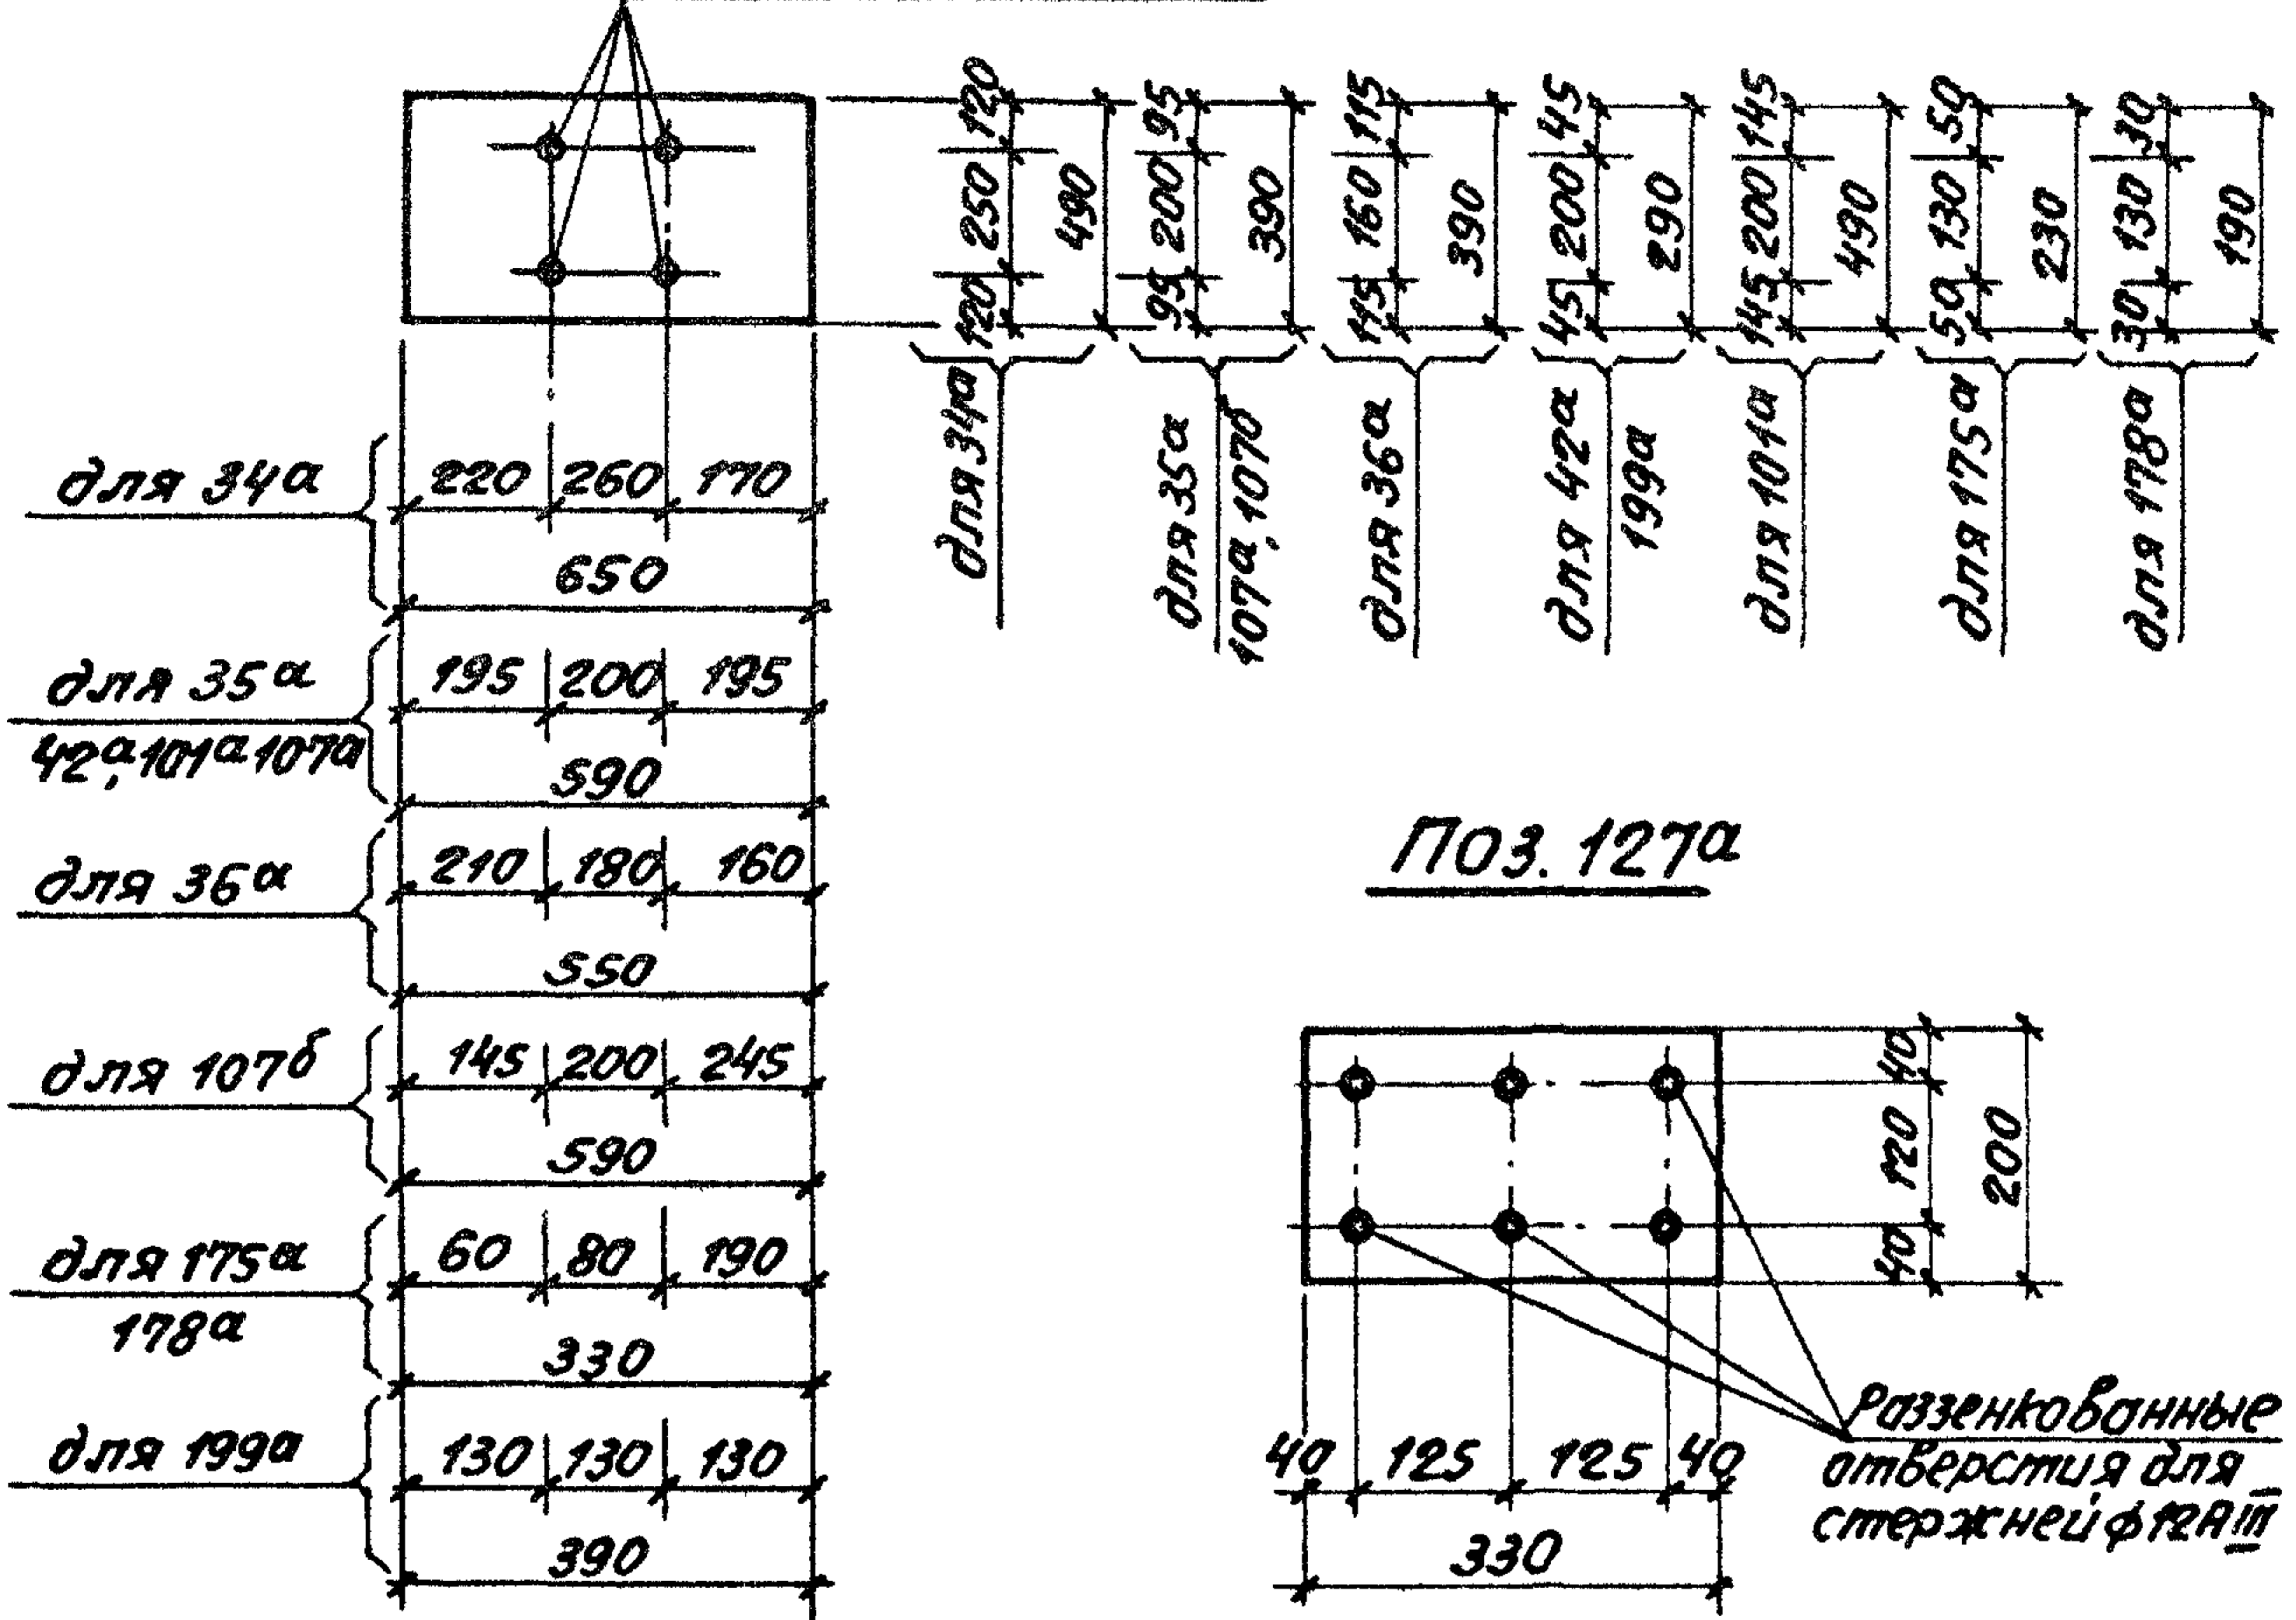 120 250 120
490
95 200 95
390
115 160 115
390
45 200 45
290
145 200 145
490
50 130 50
230
30 130 30
190
для 34а
для 35а
107а, 107б
для 36а
для 42а
199а
для 101а
для 175а
для 178а
для 34а
220 260 170
650
для 35а
42а, 101а 107а
195 200 195
590
для 36а
210 180 160
550
для 107б
145 200 245
590
для 175а
178а
60 80 190
330
для 199а
130 130 130
390
ПОЗ. 127а
40 120 40
200
40 125 125 40
330
Раззенкованные
отверстия для
стержней ф12АIII